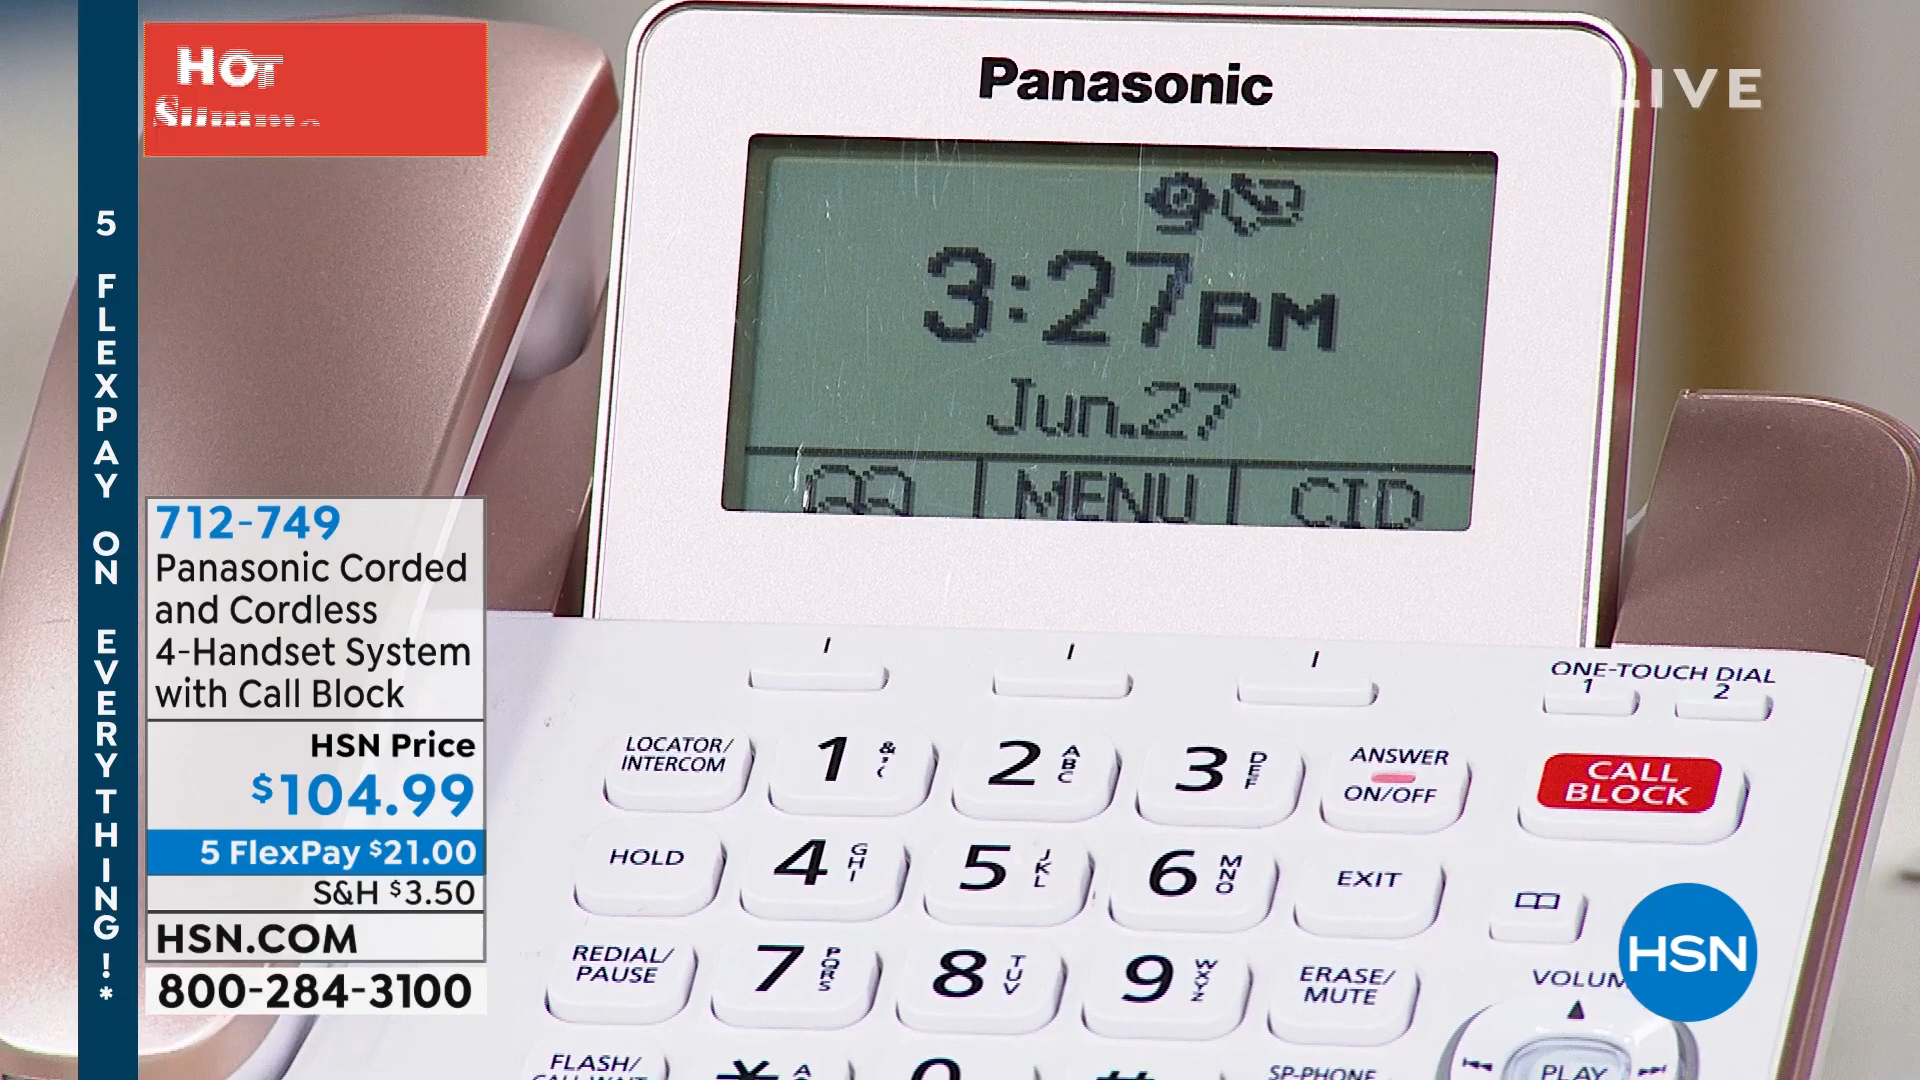 HOT
LIVE
Panasonic
3:27PM
Jun.27
MENU
CID
5 FLEXPAY ON EVERYTHING!*
712-749
Panasonic Corded
and Cordless
4-Handset System
with Call Block
HSN Price
$104.99
5 FlexPay $21.00
S&H $3.50
HSN.COM
800-284-3100
ONE-TOUCH DIAL
1 2
LOCATOR/
INTERCOM
1
2 ABC
3 DEF
ANSWER
ON/OFF
CALL
BLOCK
HOLD
4 GHI
5 JKL
6 MNO
EXIT
REDIAL/
PAUSE
7 PQRS
8 TUV
9 WXYZ
ERASE/
MUTE
HSN
FLASH/
SP-PHONE
PLAY